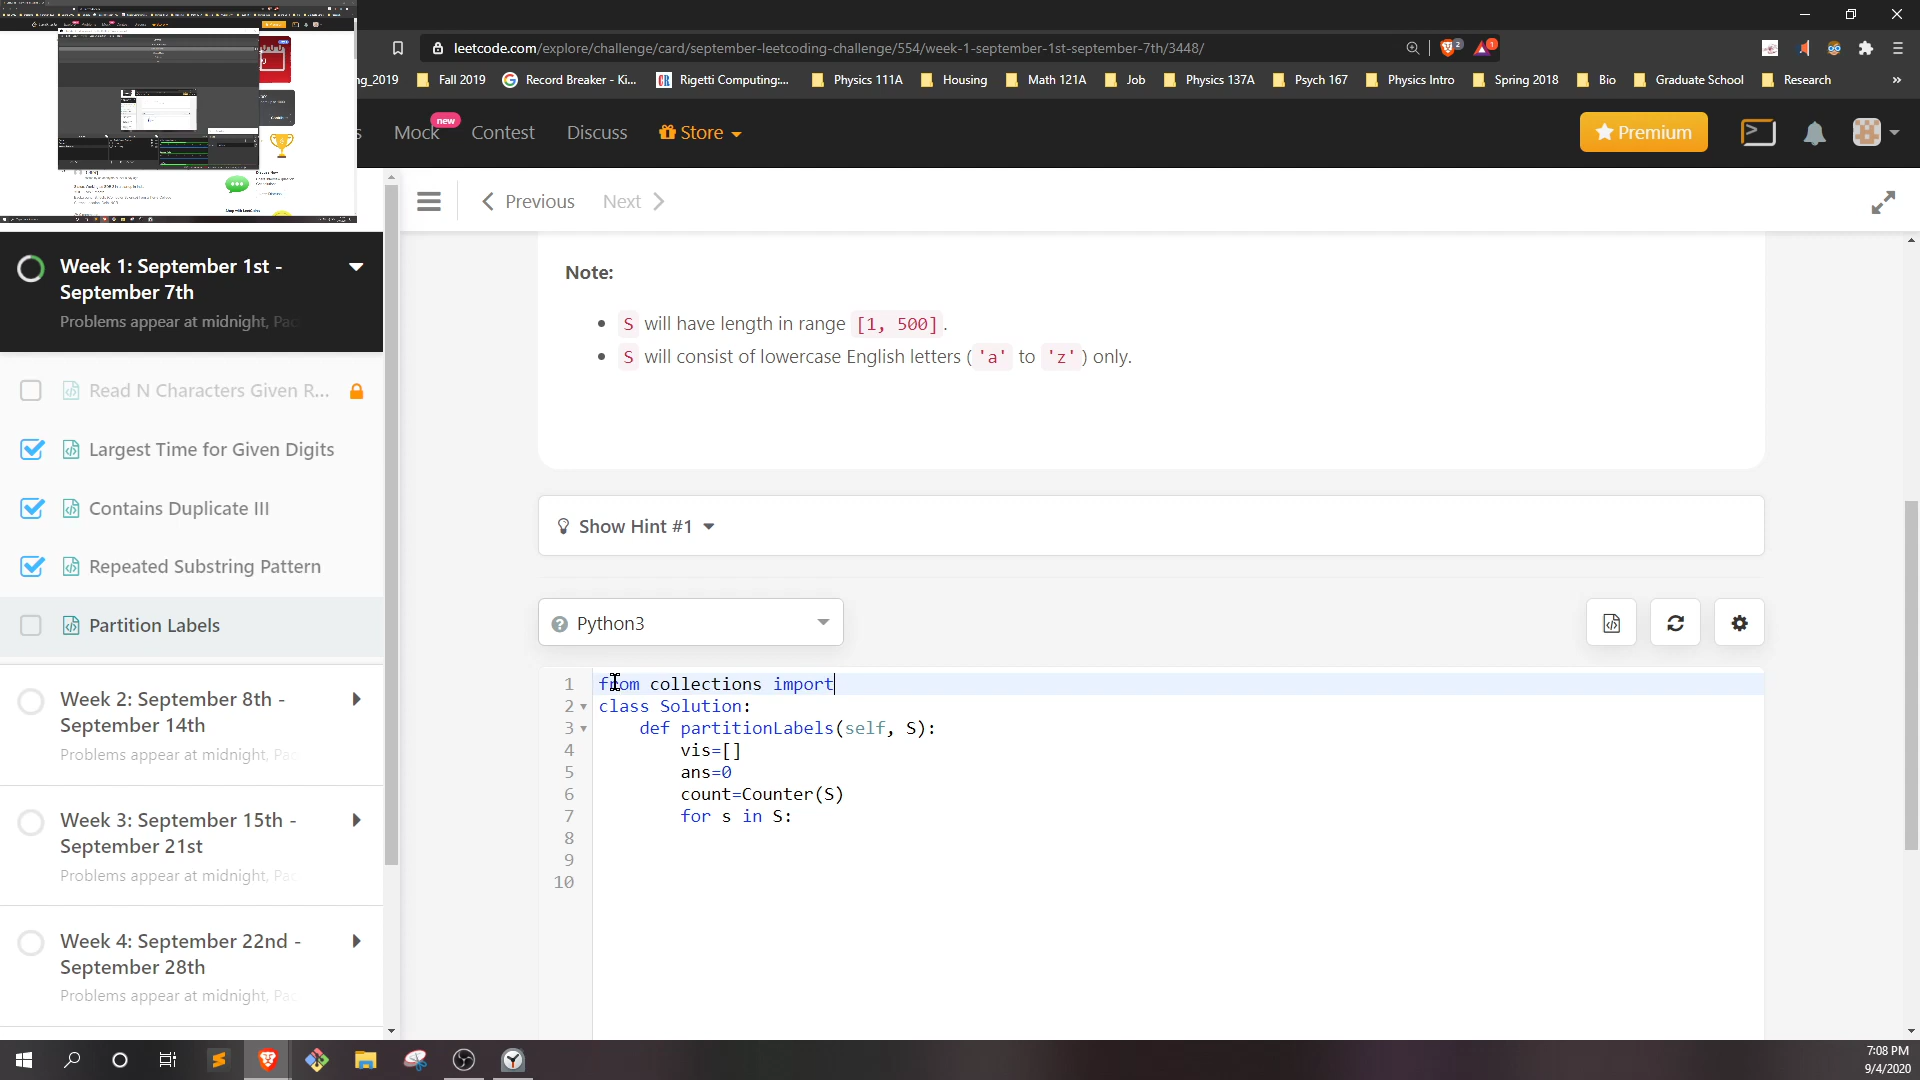 leetcode.com/explore/challenge/card/september-leetcoding-challenge/554/week-1-september-1st-september-7th/3448/
2
1
g_2019
Fall 2019
Record Breaker - Ki...
Rigetti Computing:...
Physics 111A
Housing
Math 121A
Job
Physics 137A
Psych 167
Physics Intro
Spring 2018
Bio
Graduate School
Research
»
s
Mock
new
Contest
Discuss
Store
Premium
Previous
Next
Week 1: September 1st -
September 7th
Problems appear at midnight, Pac
Read N Characters Given R...
Largest Time for Given Digits
Contains Duplicate III
Repeated Substring Pattern
Partition Labels
Week 2: September 8th -
September 14th
Problems appear at midnight, Pac
Week 3: September 15th -
September 21st
Problems appear at midnight, Pac
Week 4: September 22nd -
September 28th
Problems appear at midnight, Pac
Note:
S will have length in range [1, 500].
S will consist of lowercase English letters ('a' to 'z') only.
Show Hint #1
Python3
1 from collections import
2 class Solution:
3 def partitionLabels(self, S):
4 vis=[]
5 ans=0
6 count=Counter(S)
7 for s in S:
8
9
10
7:08 PM
9/4/2020